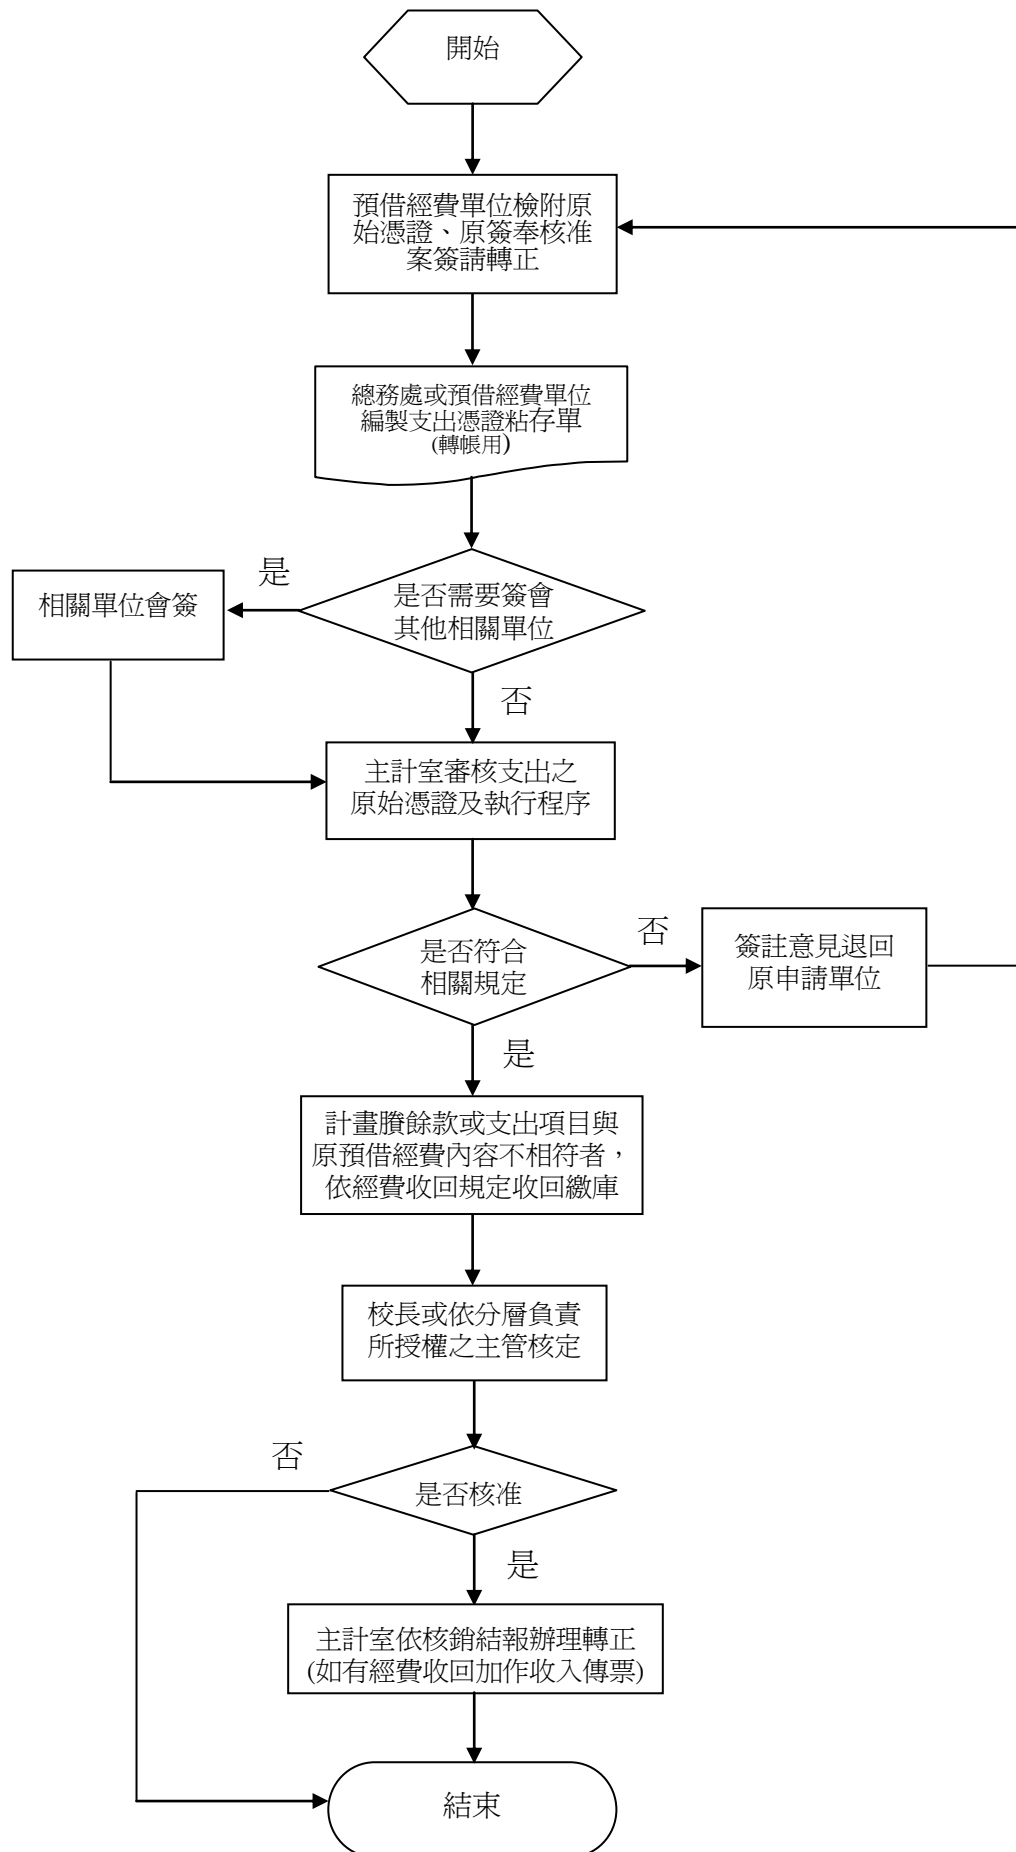 開始
預借經費單位檢附原
始憑證、原簽奉核准
案簽請轉正
總務處或預借經費單位
編製支出憑證粘存單
(轉帳用)
是
相關單位會簽
是否需要簽會
其他相關單位
否
主計室審核支出之
原始憑證及執行程序
是否符合
相關規定
否
簽註意見退回
原申請單位
是
計畫賸餘款或支出項目與
原預借經費內容不相符者，
依經費收回規定收回繳庫
校長或依分層負責
所授權之主管核定
否
是否核准
是
主計室依核銷結報辦理轉正
(如有經費收回加作收入傳票)
結束